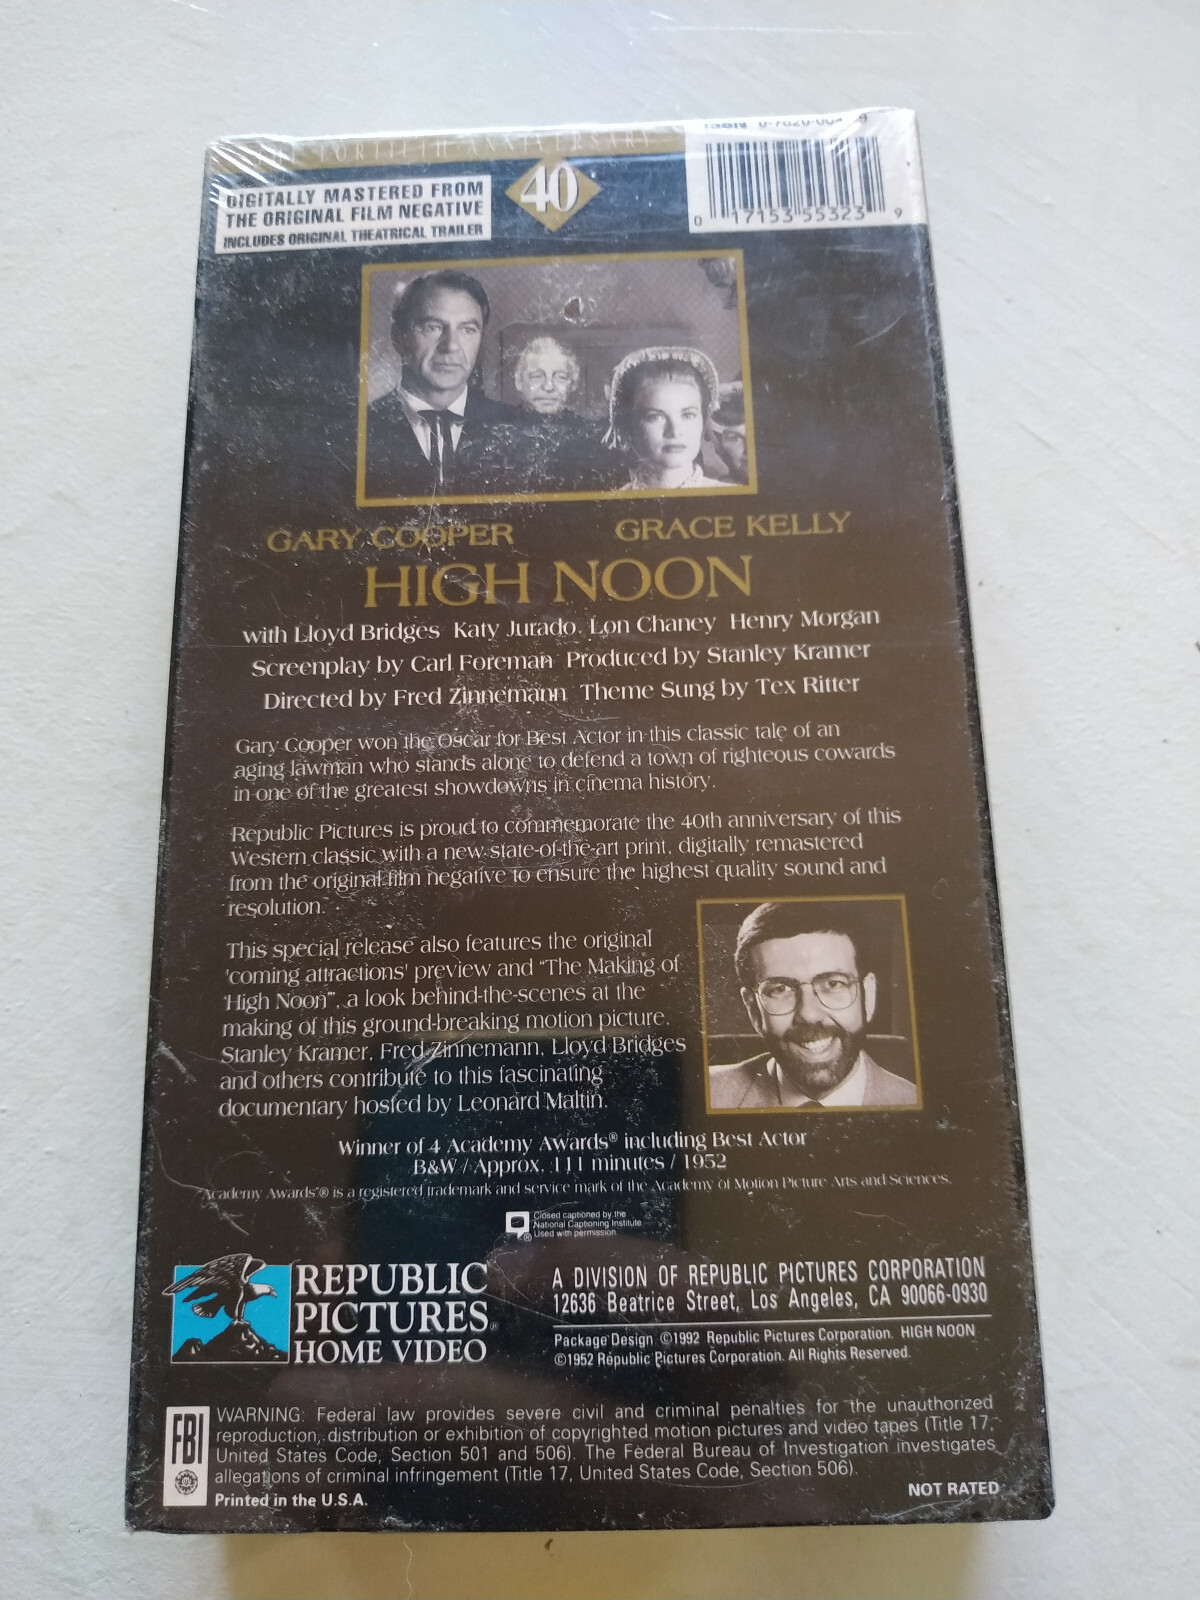 THE FORTIETH ANNIVERSARY
40
DIGITALLY MASTERED FROM
THE ORIGINAL FILM NEGATIVE
INCLUDES ORIGINAL THEATRICAL TRAILER
ISBN
0 17153 55323 9
GARY COOPER GRACE KELLY
HIGH NOON
with Lloyd Bridges Katy Jurado. Lon Chaney Henry Morgan
Screenplay by Carl Foreman Produced by Stanley Kramer
Directed by Fred Zinnemann Theme Sung by Tex Ritter
Gary Cooper won the Oscar for Best Actor in this classic tale of an
aging lawman who stands alone to defend a town of righteous cowards
in one of the greatest showdowns in cinema history.
Republic Pictures is proud to commemorate the 40th anniversary of this
Western classic with a new state-of-the-art print, digitally remastered
from the original film negative to ensure the highest quality sound and
resolution.
This special release also features the original
'coming attractions' preview and "The Making of
'High Noon'", a look behind-the-scenes at the
making of this ground-breaking motion picture.
Stanley Kramer, Fred Zinnemann, Lloyd Bridges
and others contribute to this fascinating
documentary hosted by Leonard Maltin.
Winner of 4 Academy Awards® including Best Actor
B&W / Approx. 111 minutes / 1952
"Academy Awards"® is a registered trademark and service mark of the Academy of Motion Picture Arts and Sciences.
Closed captioned by the
National Captioning Institute
Used with permission
REPUBLIC
PICTURES®
HOME VIDEO
A DIVISION OF REPUBLIC PICTURES CORPORATION
12636 Beatrice Street, Los Angeles, CA 90066-0930
Package Design ©1992 Republic Pictures Corporation. HIGH NOON
©1952 Republic Pictures Corporation. All Rights Reserved.
FBI
WARNING: Federal law provides severe civil and criminal penalties for the unauthorized
reproduction, distribution or exhibition of copyrighted motion pictures and video tapes (Title 17,
United States Code, Section 501 and 506). The Federal Bureau of Investigation investigates
allegations of criminal infringement (Title 17, United States Code, Section 506).
Printed in the U.S.A.
NOT RATED